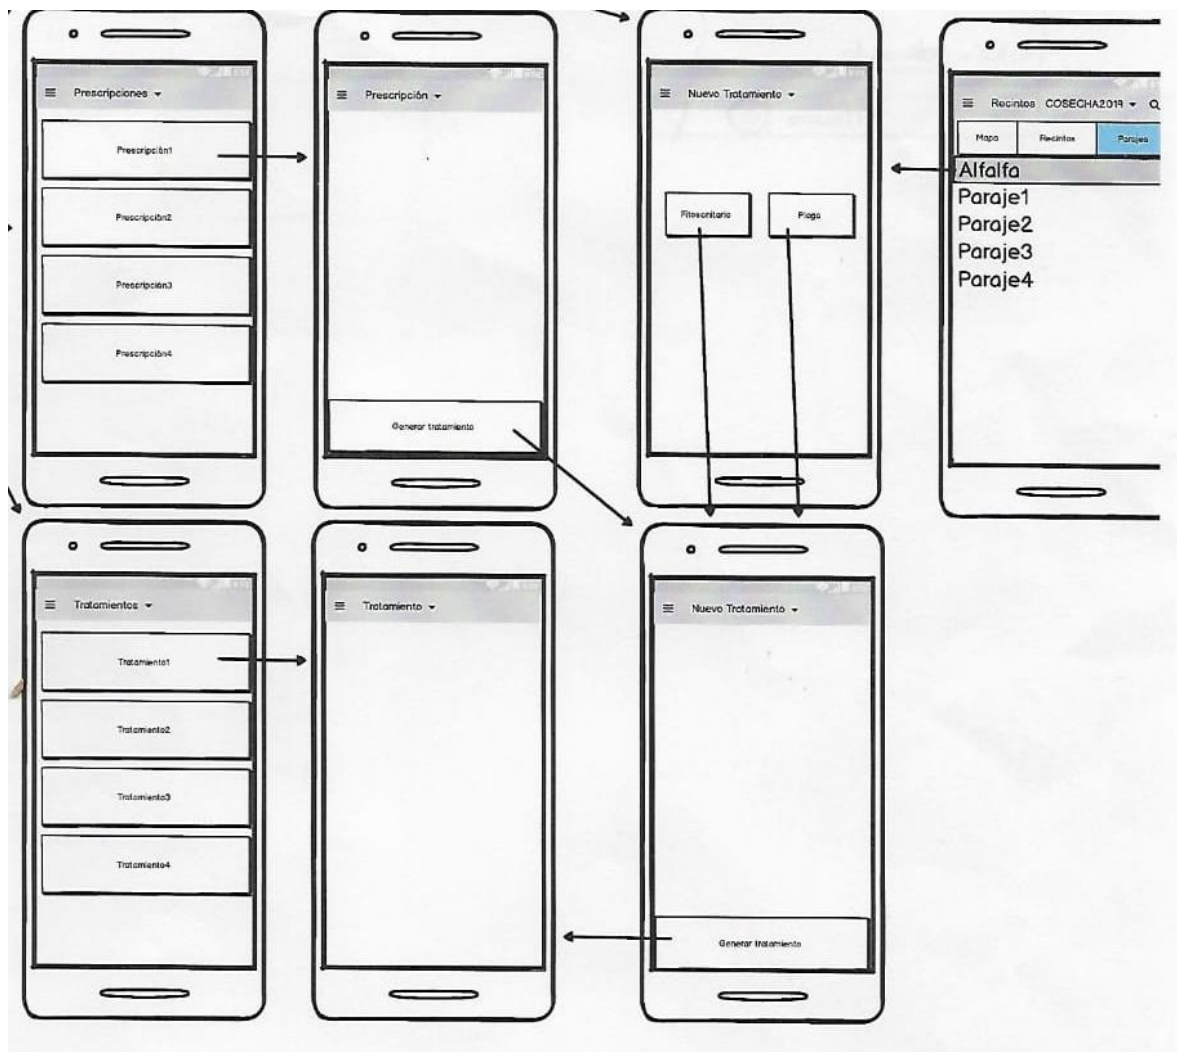 Prescripciones
Prescripción1
Prescripción2
Prescripción3
Prescripción4
Prescripción
Generar tratamiento
Nuevo Tratamiento
Fitosanitario
Plaga
Recintos COSECHA2019
Mapa
Recintos
Parajes
Alfalfa
Paraje1
Paraje2
Paraje3
Paraje4
Tratamientos
Tratamiento1
Tratamiento2
Tratamiento3
Tratamiento4
Tratamiento
Nuevo Tratamiento
Generar tratamiento